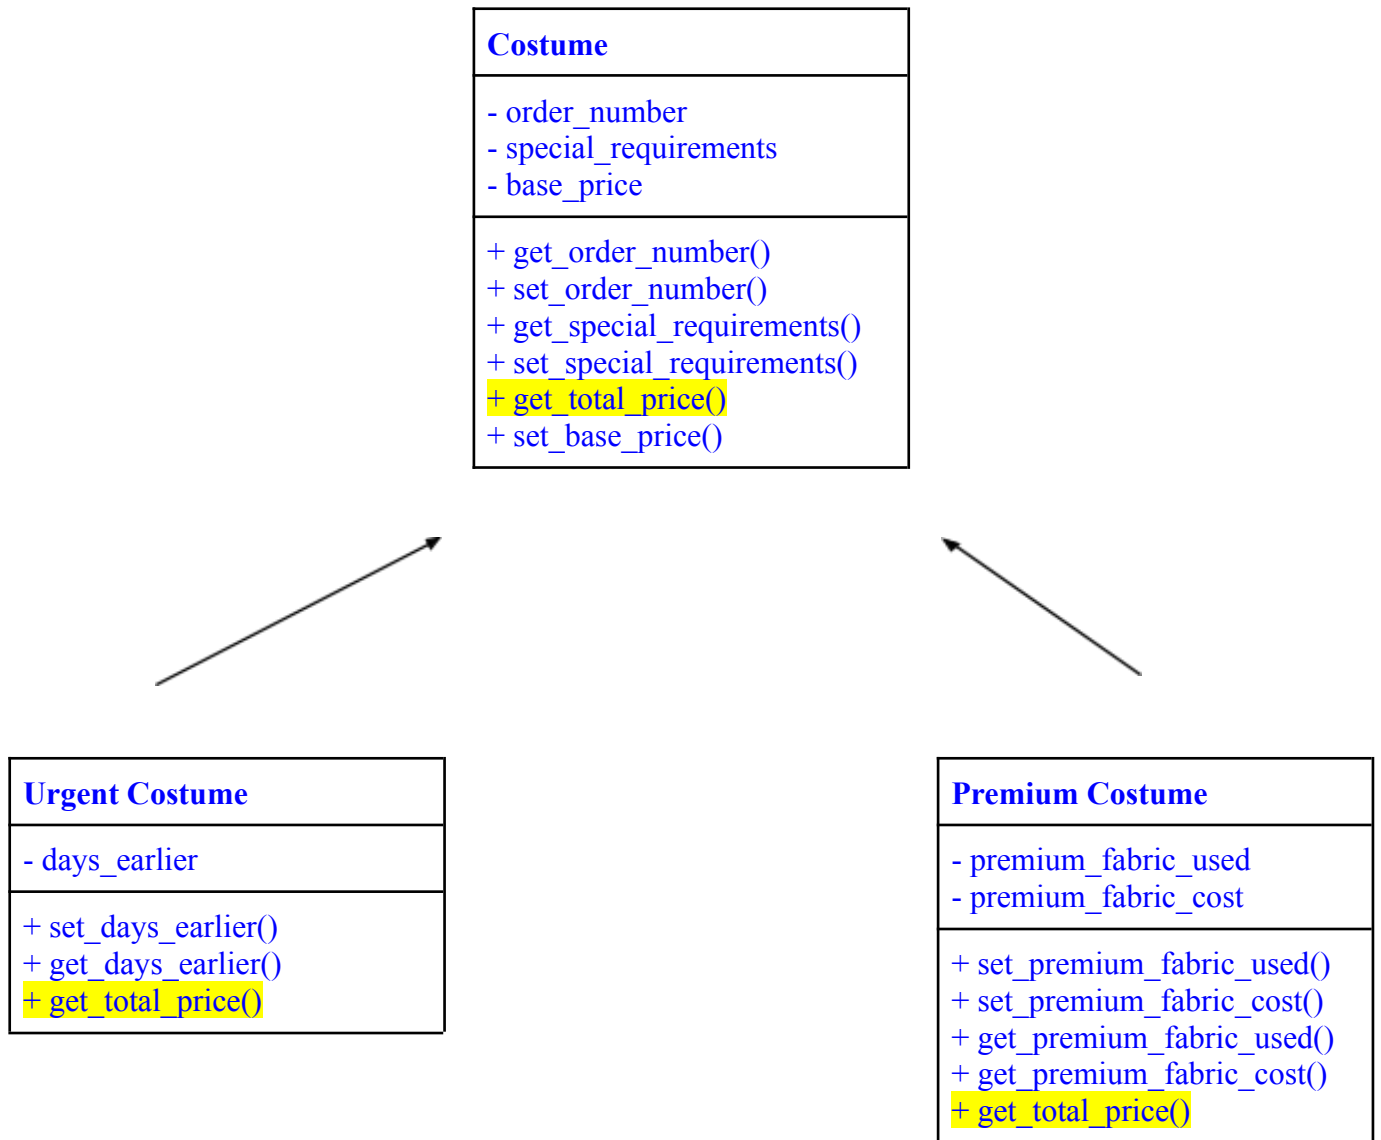 Costume
- order_number
- special_requirements
- base_price
+ get_order_number()
+ set_order_number()
+ get_special_requirements()
+ set_special_requirements()
+ get_total_price()
+ set_base_price()
Urgent Costume
- days_earlier
+ set_days_earlier()
+ get_days_earlier()
+ get_total_price()
Premium Costume
- premium_fabric_used
- premium_fabric_cost
+ set_premium_fabric_used()
+ set_premium_fabric_cost()
+ get_premium_fabric_used()
+ get_premium_fabric_cost()
+ get_total_price()